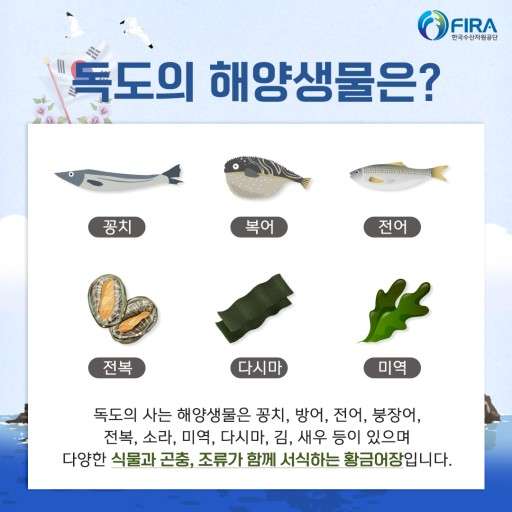 FIRA
한국수산자원공단
독도의 해양생물은?
꽁치 복어 전어
전복 다시마 미역
독도의 사는 해양생물은 꽁치, 방어, 전어, 붕장어,
전복, 소라, 미역, 다시마, 김, 새우 등이 있으며
다양한 식물과 곤충, 조류가 함께 서식하는 황금어장입니다.